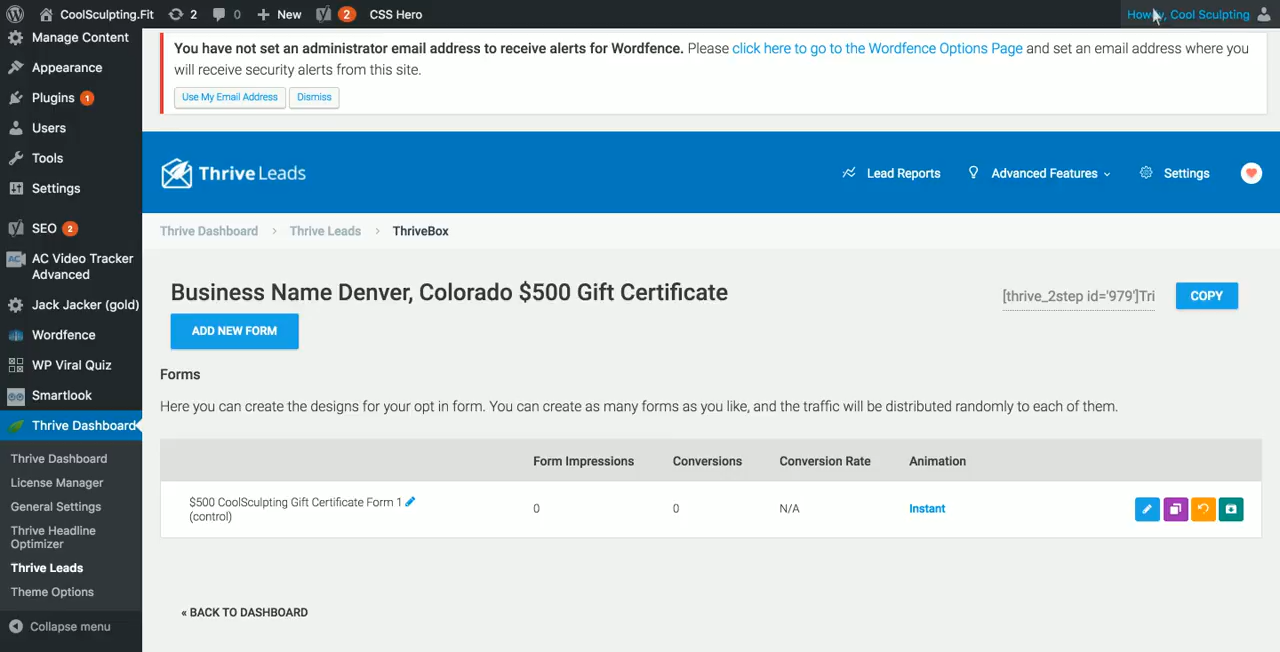 CoolSculpting.Fit 2 0 New 2 CSS Hero Howdy, Cool Sculpting
Manage Content
Appearance
Plugins 1
Users
Tools
Settings
SEO 2
AC Video Tracker
Advanced
Jack Jacker (gold)
Wordfence
WP Viral Quiz
Smartlook
Thrive Dashboard
Thrive Dashboard
License Manager
General Settings
Thrive Headline
Optimizer
Thrive Leads
Theme Options
Collapse menu
You have not set an administrator email address to receive alerts for Wordfence. Please click here to go to the Wordfence Options Page and set an email address where you
will receive security alerts from this site.
Use My Email Address Dismiss
Thrive Leads Lead Reports Advanced Features Settings
Thrive Dashboard > Thrive Leads > ThriveBox
Business Name Denver, Colorado $500 Gift Certificate
[thrive_2step id='979']Tri COPY
ADD NEW FORM
Forms
Here you can create the designs for your opt in form. You can create as many forms as you like, and the traffic will be distributed randomly to each of them.
Form Impressions Conversions Conversion Rate Animation
$500 CoolSculpting Gift Certificate Form 1
(control)
0 0 N/A Instant
« BACK TO DASHBOARD